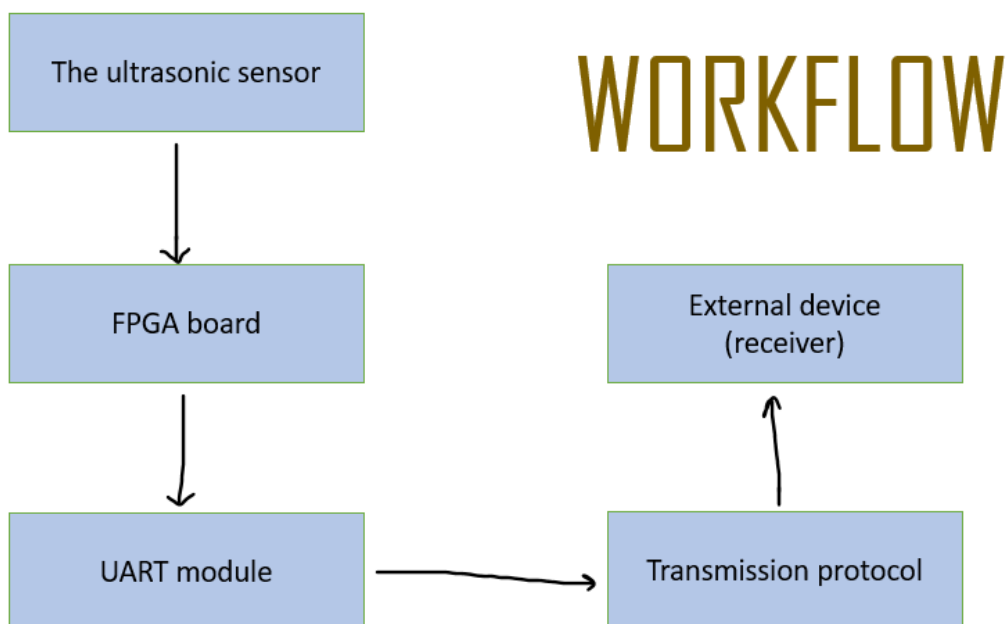 The ultrasonic sensor
WORKFLOW
FPGA board
External device
(receiver)
UART module
Transmission protocol